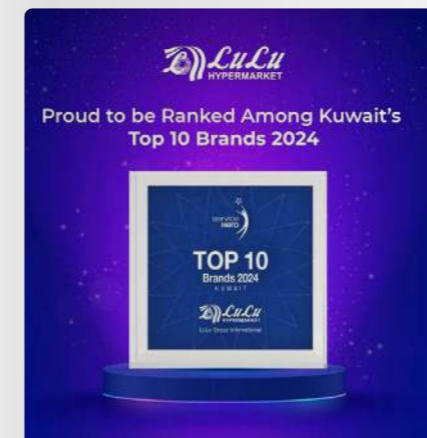 LuLu
HYPERMARKET
Proud to be Ranked Among Kuwait's
Top 10 Brands 2024
service
HERO
TOP 10
Brands 2024
KUWAIT
LuLu
HYPERMARKET
LuLu Group International